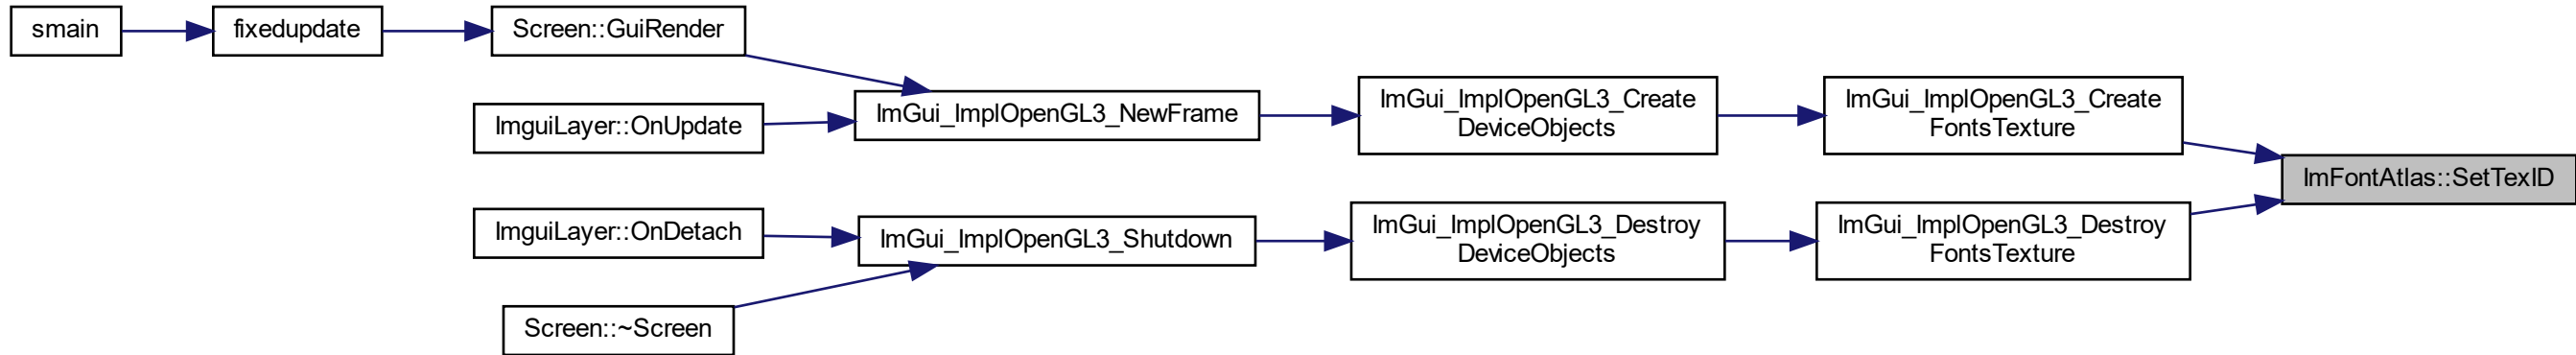 smain
fixedupdate
Screen::GuiRender
ImguiLayer::OnUpdate
ImGui_ImplOpenGL3_NewFrame
ImGui_ImplOpenGL3_Create
DeviceObjects
ImGui_ImplOpenGL3_Create
FontsTexture
ImFontAtlas::SetTexID
ImguiLayer::OnDetach
ImGui_ImplOpenGL3_Shutdown
ImGui_ImplOpenGL3_Destroy
DeviceObjects
ImGui_ImplOpenGL3_Destroy
FontsTexture
Screen::~Screen